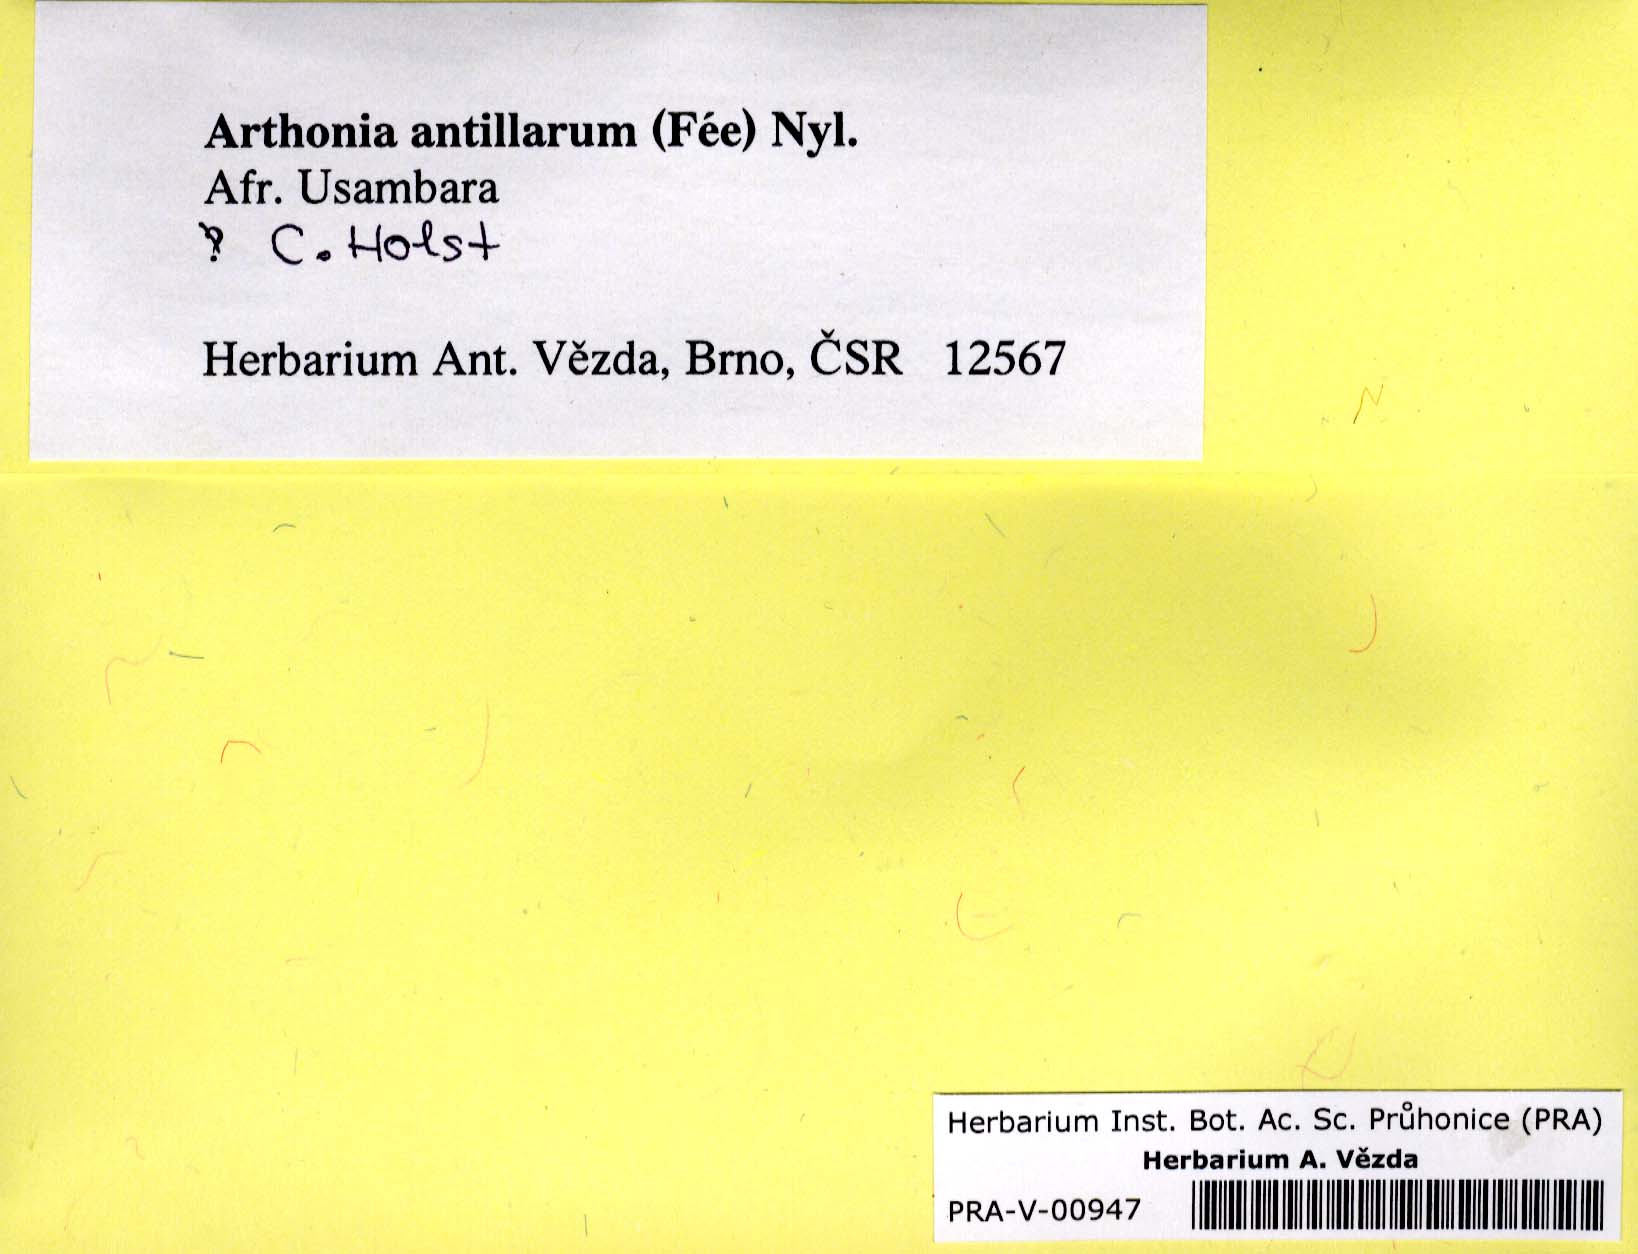 Arthonia antillarum (Fée) Nyl.
Afr. Usambara
? C. Holst
Herbarium Ant. Vězda, Brno, ČSR 12567
Herbarium Inst. Bot. Ac. Sc. Průhonice (PRA)
Herbarium A. Vězda
PRA-V-00947